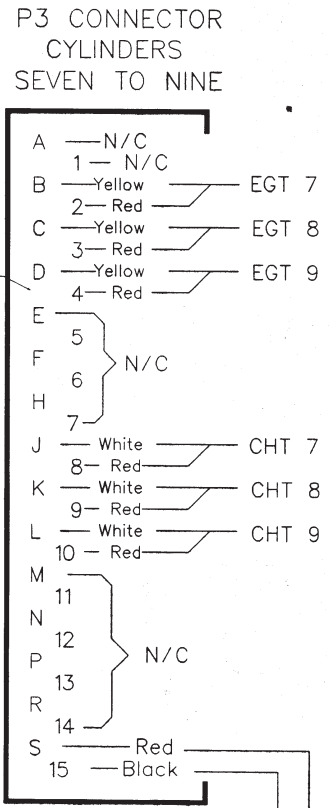 P3 CONNECTOR
CYLINDERS
SEVEN TO NINE
A N/C
1 N/C
B Yellow EGT 7
2 Red
C Yellow EGT 8
3 Red
D Yellow EGT 9
4 Red
E
5
F N/C
6
H
7
J White CHT 7
8 Red
K White CHT 8
9 Red
L White CHT 9
10 Red
M
11
N
12
P N/C
13
R
14
S Red
15 Black